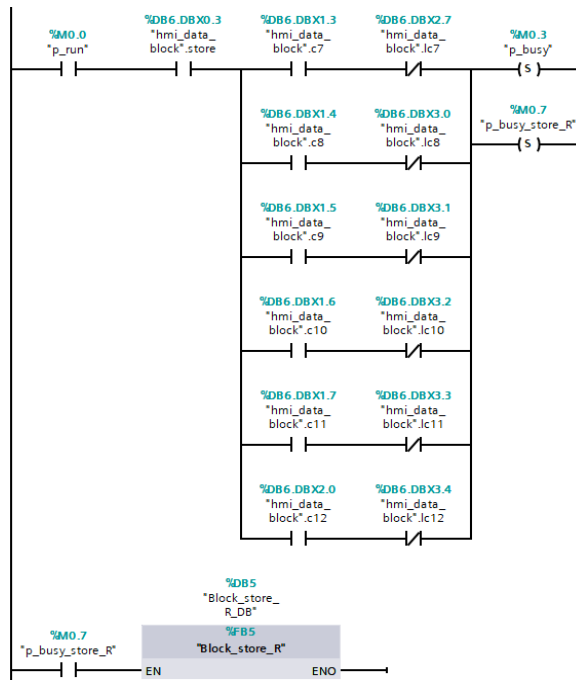 %M0.0
"p_run"
%DB6.DBX0.3
"hmi_data_
block".store
%DB6.DBX1.3
"hmi_data_
block".c7
%DB6.DBX2.7
"hmi_data_
block".lc7
%M0.3
"p_busy"
S
%M0.7
"p_busy_store_R"
S
%DB6.DBX1.4
"hmi_data_
block".c8
%DB6.DBX3.0
"hmi_data_
block".lc8
%DB6.DBX1.5
"hmi_data_
block".c9
%DB6.DBX3.1
"hmi_data_
block".lc9
%DB6.DBX1.6
"hmi_data_
block".c10
%DB6.DBX3.2
"hmi_data_
block".lc10
%DB6.DBX1.7
"hmi_data_
block".c11
%DB6.DBX3.3
"hmi_data_
block".lc11
%DB6.DBX2.0
"hmi_data_
block".c12
%DB6.DBX3.4
"hmi_data_
block".lc12
%DB5
"Block_store_
R_DB"
%M0.7
"p_busy_store_R"
%FB5
"Block_store_R"
EN
ENO